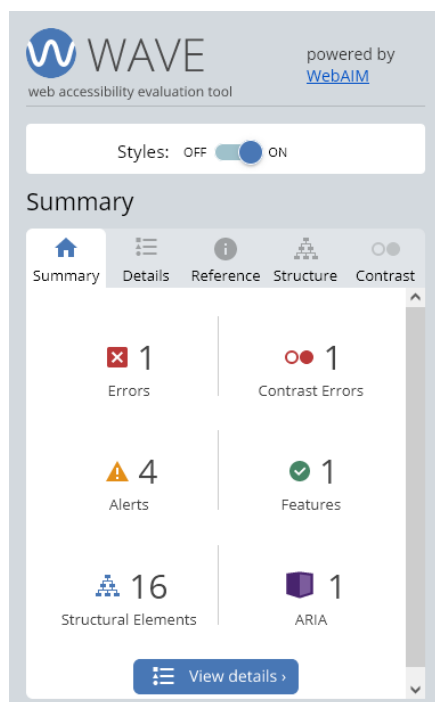 WAVE
powered by
WebAIM
web accessibility evaluation tool
Styles: OFF ON
Summary
Summary Details Reference Structure Contrast
1 1
Errors Contrast Errors
4 1
Alerts Features
16 1
Structural Elements ARIA
View details ›